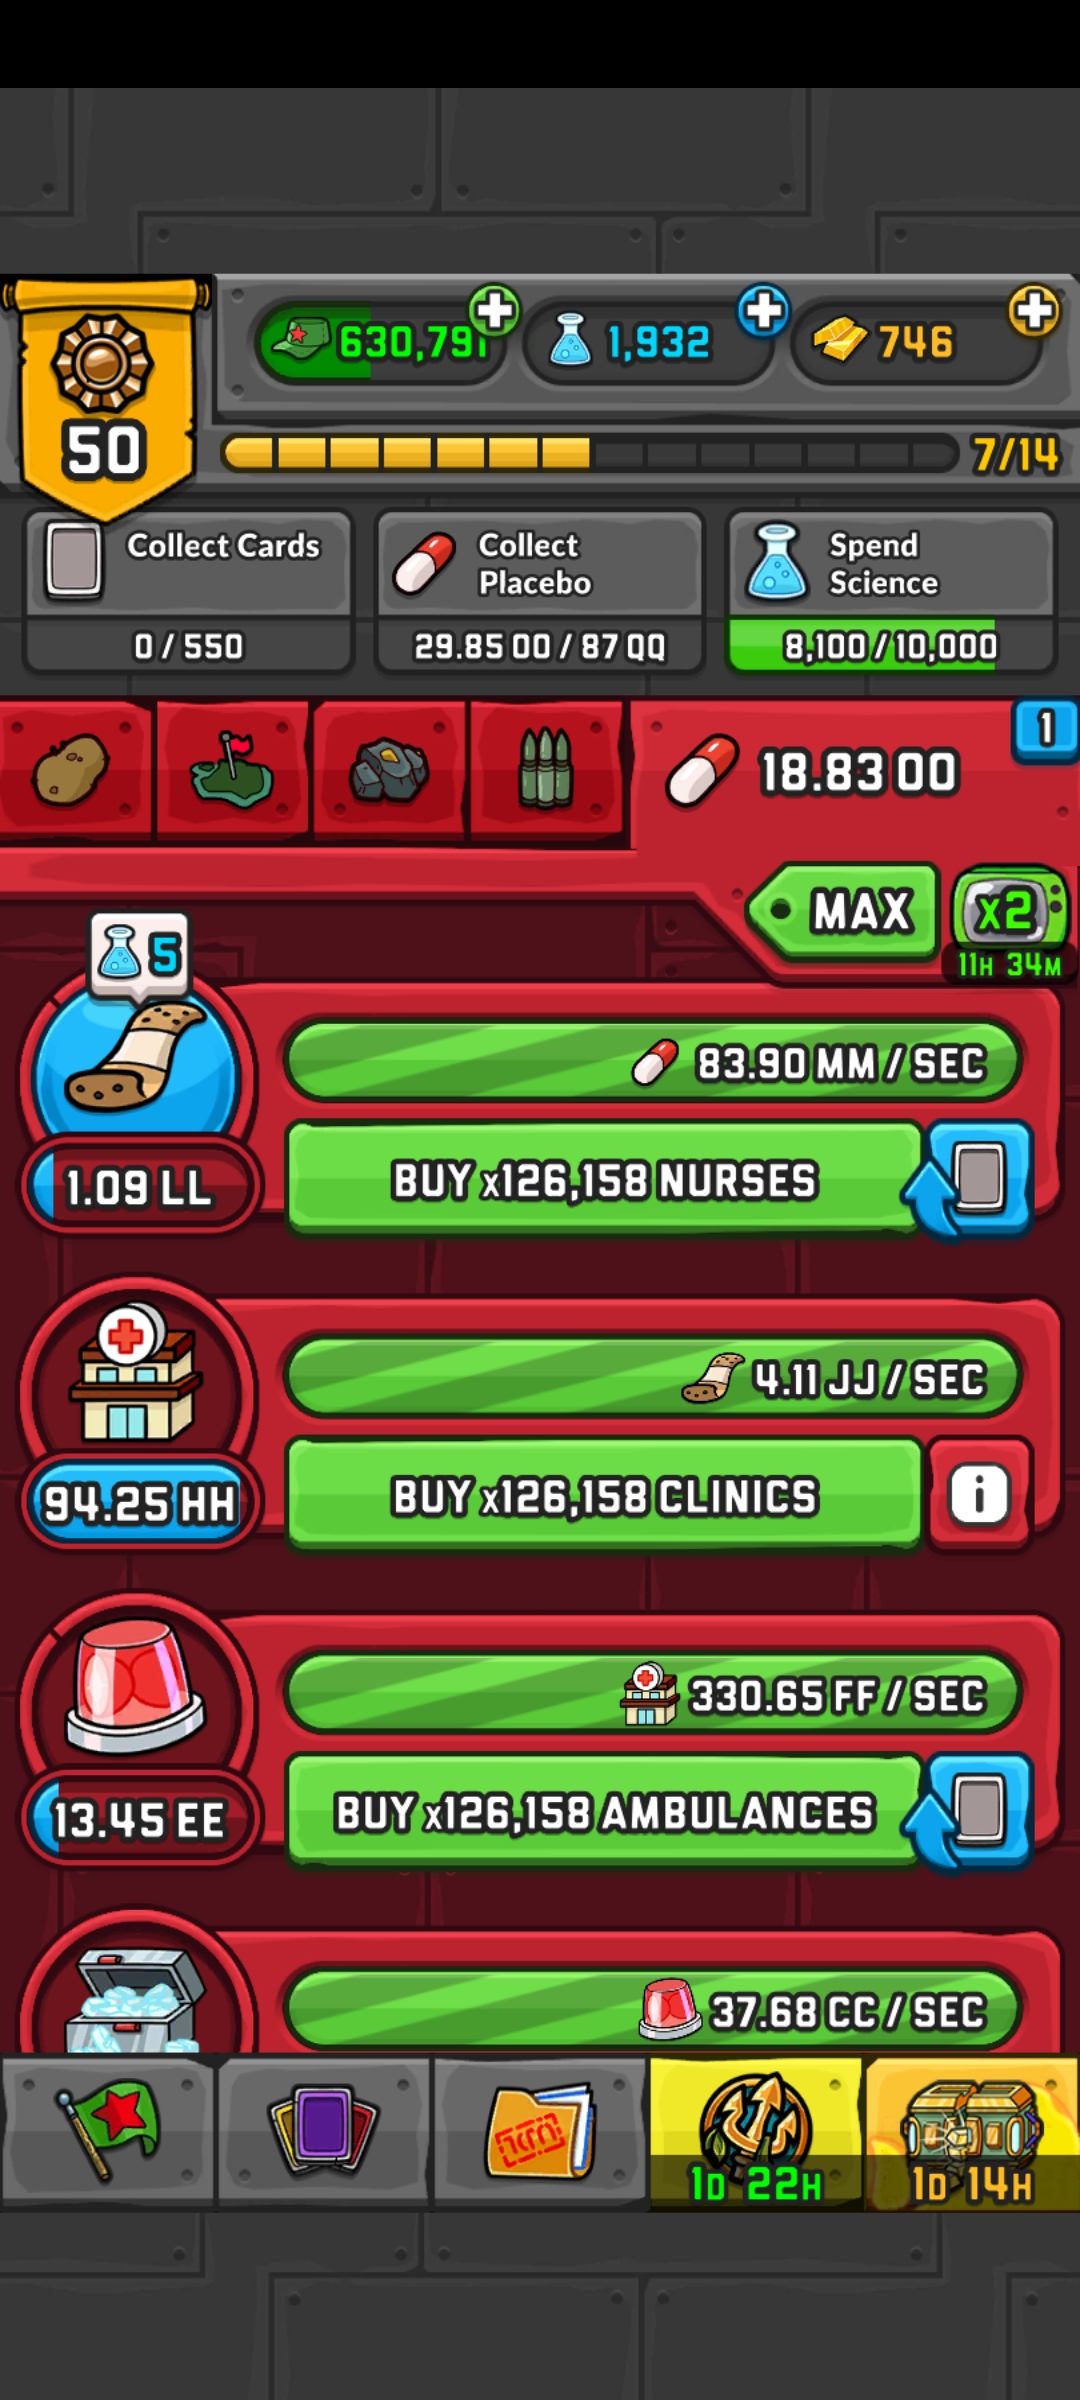 630,791
1,932
746
50
7/14
Collect Cards
0 / 550
Collect
Placebo
29.85 OO / 87 QQ
Spend
Science
8,100 / 10,000
18.83 OO
1
MAX
x2
11H 34M
5
83.90 MM / SEC
1.09 LL
BUY x126,158 NURSES
4.11 JJ / SEC
94.25 HH
BUY x126,158 CLINICS
i
330.65 FF / SEC
13.45 EE
BUY x126,158 AMBULANCES
37.68 CC / SEC
1D 22H
1D 14H